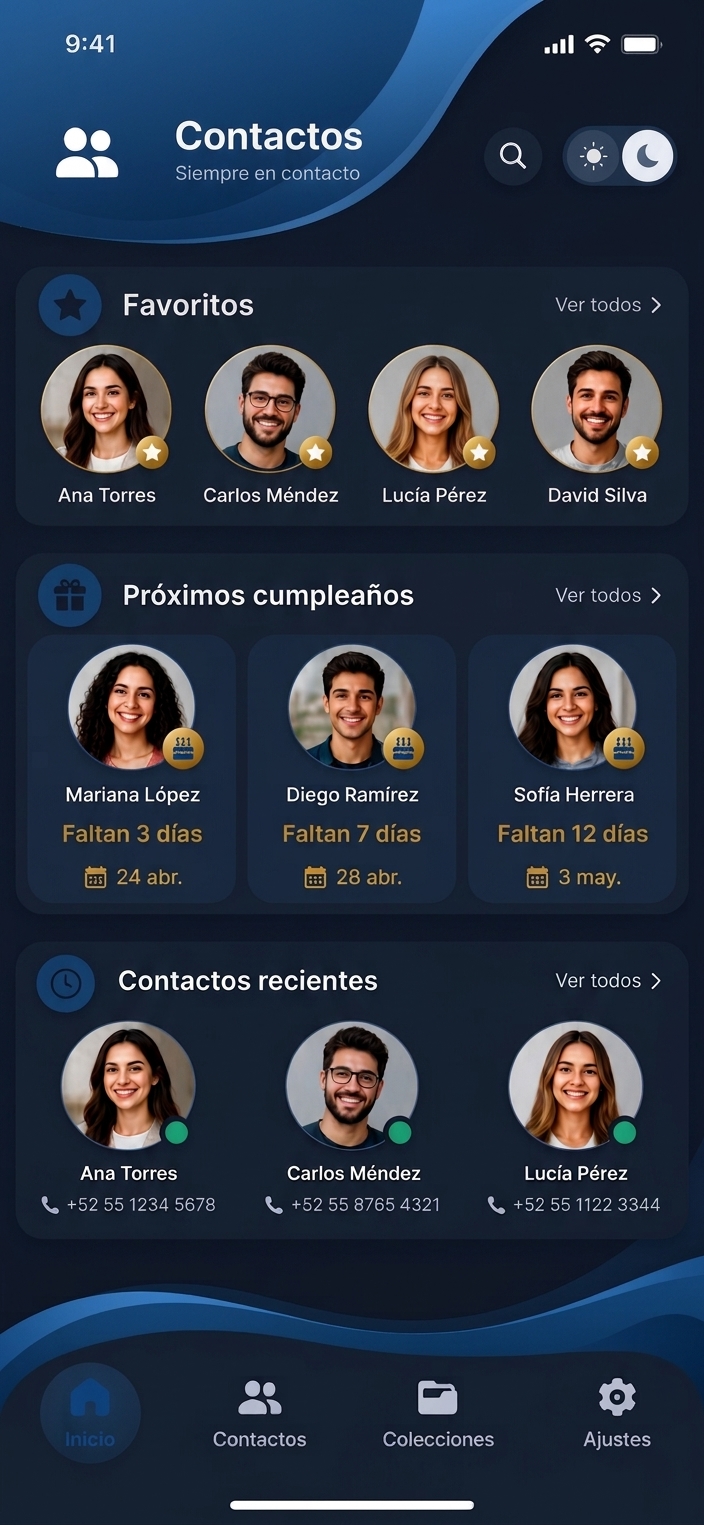 9:41
Contactos
Siempre en contacto
Favoritos
Ver todos
Ana Torres
Carlos Méndez
Lucía Pérez
David Silva
Próximos cumpleaños
Ver todos
Mariana López
Diego Ramírez
Sofía Herrera
Faltan 3 días
Faltan 7 días
Faltan 12 días
24 abr.
28 abr.
3 may.
Contactos recientes
Ver todos
Ana Torres
Carlos Méndez
Lucía Pérez
+52 55 1234 5678
+52 55 8765 4321
+52 55 1122 3344
Inicio
Contactos
Colecciones
Ajustes